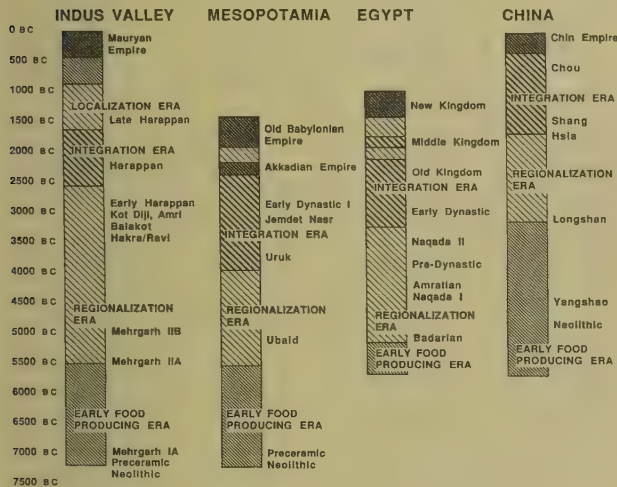 INDUS VALLEY
MESOPOTAMIA
EGYPT
CHINA
0 BC
500 BC
1000 BC
1500 BC
2000 BC
2500 BC
3000 BC
3500 BC
4000 BC
4500 BC
5000 BC
5500 BC
6000 BC
6500 BC
7000 BC
7500 BC
Mauryan
Empire
LOCALIZATION ERA
Late Harappan
INTEGRATION ERA
Harappan
Early Harappan
Kot Diji, Amri
Balakot
Hakra/Ravi
REGIONALIZATION
ERA
Mehrgarh IIB
Mehrgarh IIA
EARLY FOOD
PRODUCING ERA
Mehrgarh IA
Preceramic
Neolithic
Old Babylonian
Empire
Akkadian Empire
Early Dynastic I
Jemdet Nasr
INTEGRATION ERA
Uruk
REGIONALIZATION
ERA
Ubaid
EARLY FOOD
PRODUCING ERA
Preceramic
Neolithic
New Kingdom
Middle Kingdom
Old Kingdom
INTEGRATION ERA
Early Dynastic
Naqada II
Pre-Dynastic
Amratian
Naqada I
REGIONALIZATION
ERA
Badarian
EARLY FOOD
PRODUCING ERA
Chin Empire
Chou
INTEGRATION ERA
Shang
Hsia
REGIONALIZATION
ERA
Longshan
Yangshao
Neolithic
EARLY FOOD
PRODUCING ERA